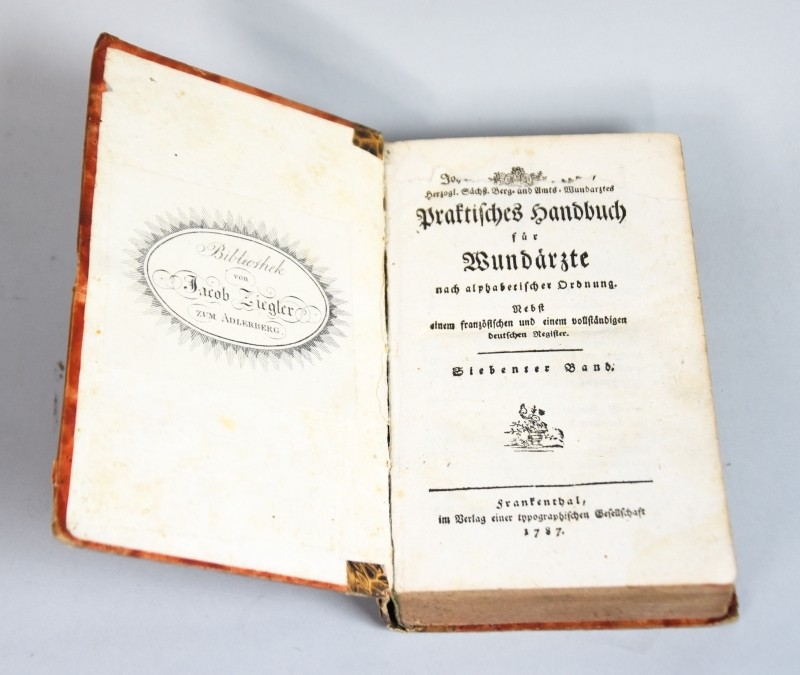 Bibliothek
von
Jacob Ziegler
ZUM ADLERBERG.
Jo
Herzogl. Sächs. Berg- und Amts-Wundarztes
Praktisches Handbuch
für
Wundärzte
nach alphabetischer Ordnung.
Nebst
einem französischen und einem vollständigen
deutschen Register.
Siebenter Band.
Frankenthal,
im Verlag einer typographischen Gesellschaft
1787.